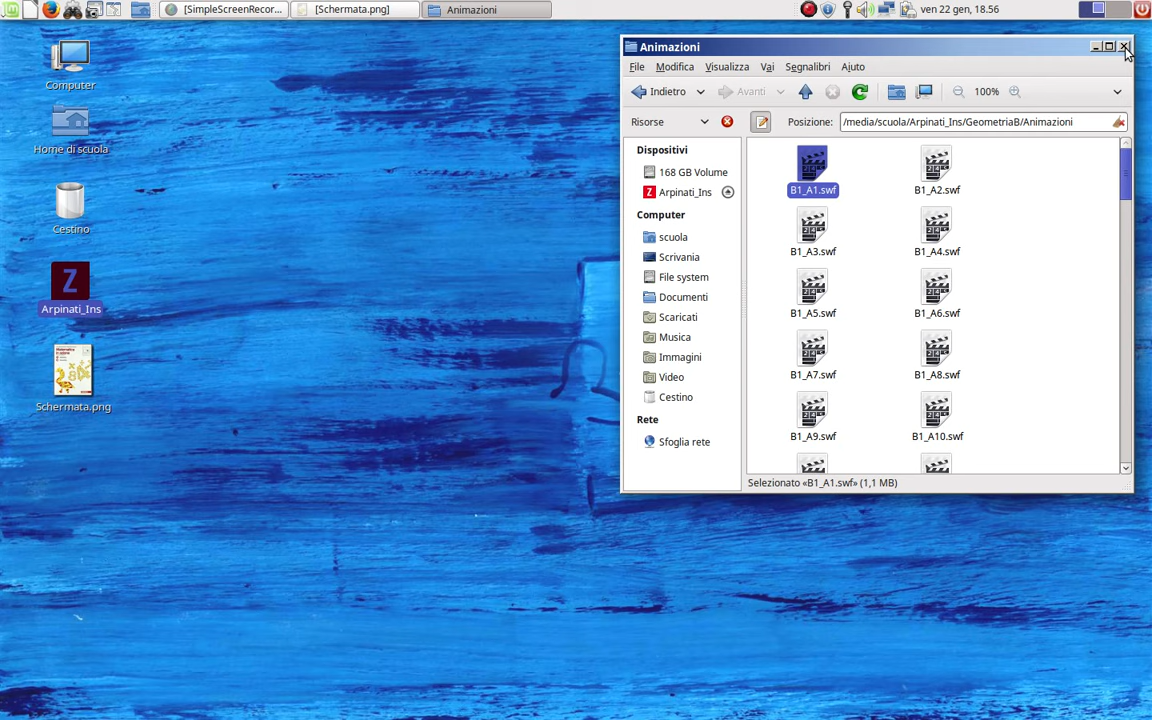 [SimpleScreenRecor...
[Schermata.png]
Animazioni
ven 22 gen, 18.56
Computer
Home di scuola
Cestino
Z
Arpinati_Ins
Schermata.png
Animazioni
File Modifica Visualizza Vai Segnalibri Aiuto
Indietro Avanti 100%
Risorse Posizione: /media/scuola/Arpinati_Ins/GeometriaB/Animazioni
Dispositivi
168 GB Volume
Z Arpinati_Ins
Computer
scuola
Scrivania
File system
Documenti
Scaricati
Musica
Immagini
Video
Cestino
Rete
Sfoglia rete
B1_A1.swf B1_A2.swf
B1_A3.swf B1_A4.swf
B1_A5.swf B1_A6.swf
B1_A7.swf B1_A8.swf
B1_A9.swf B1_A10.swf
Selezionato «B1_A1.swf» (1,1 MB)